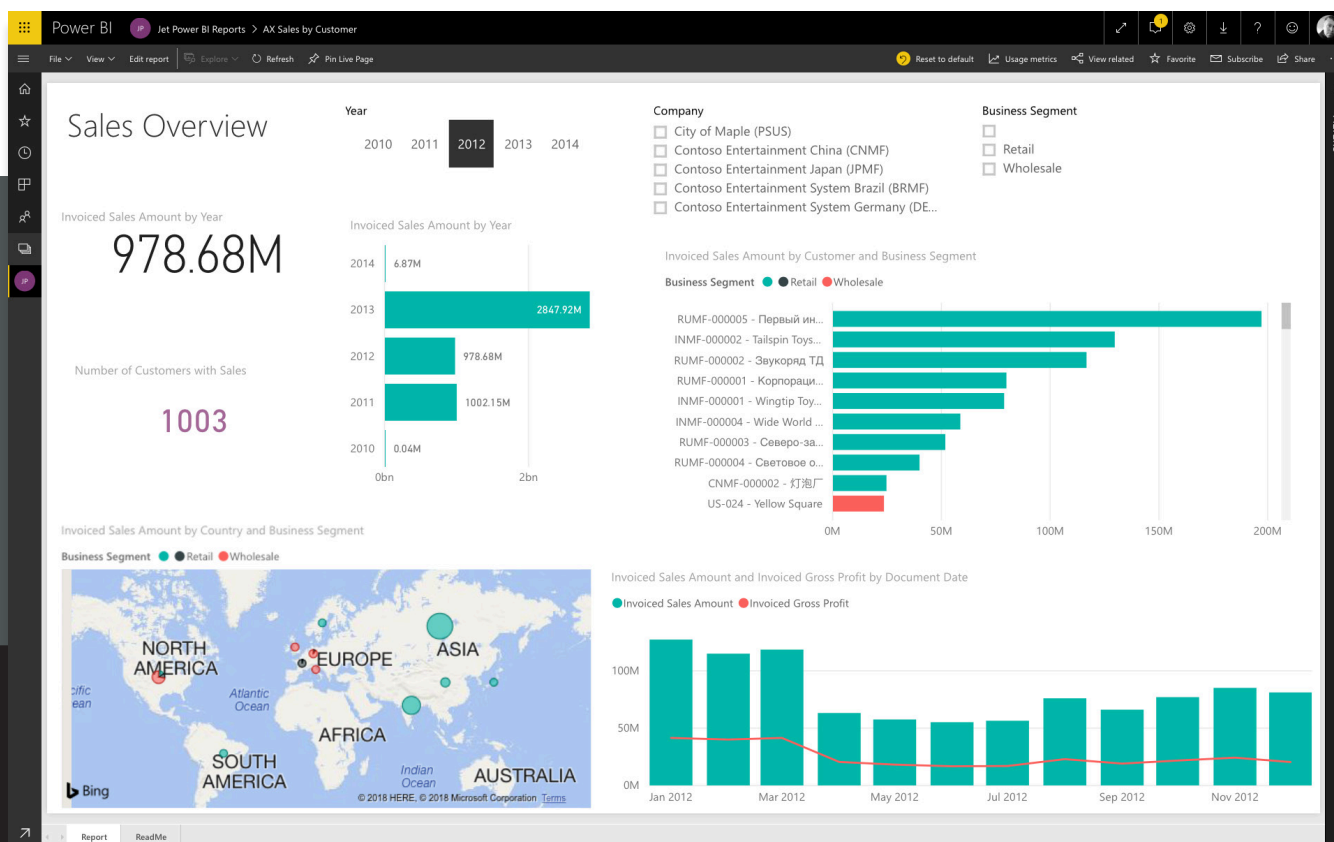 Power BI JP Jet Power BI Reports > AX Sales by Customer 1 ?
File View Edit report Explore Refresh Pin Live Page Reset to default Usage metrics View related Favorite Subscribe Share
JP
Sales Overview
Year
2010 2011 2012 2013 2014
Company
City of Maple (PSUS)
Contoso Entertainment China (CNMF)
Contoso Entertainment Japan (JPMF)
Contoso Entertainment System Brazil (BRMF)
Contoso Entertainment System Germany (DE...
Business Segment
Retail
Wholesale
Invoiced Sales Amount by Year
978.68M
Number of Customers with Sales
1003
Invoiced Sales Amount by Year
2014 6.87M
2013 2847.92M
2012 978.68M
2011 1002.15M
2010 0.04M
0bn 2bn
Invoiced Sales Amount by Customer and Business Segment
Business Segment Retail Wholesale
RUMF-000005 - Первый ин...
INMF-000002 - Tailspin Toys...
RUMF-000002 - Звукоряд ТД
RUMF-000001 - Корпораци...
INMF-000001 - Wingtip Toy...
INMF-000004 - Wide World ...
RUMF-000003 - Северо-за...
RUMF-000004 - Световое о...
CNMF-000002 - 灯泡厂
US-024 - Yellow Square
0M 50M 100M 150M 200M
Invoiced Sales Amount by Country and Business Segment
Business Segment Retail Wholesale
NORTH
AMERICA
EUROPE
ASIA
Atlantic
Ocean
AFRICA
SOUTH
AMERICA
Indian
Ocean
AUSTRALIA
Bing
© 2018 HERE, © 2018 Microsoft Corporation Terms
Invoiced Sales Amount and Invoiced Gross Profit by Document Date
Invoiced Sales Amount Invoiced Gross Profit
100M
50M
0M
Jan 2012 Mar 2012 May 2012 Jul 2012 Sep 2012 Nov 2012
Report ReadMe